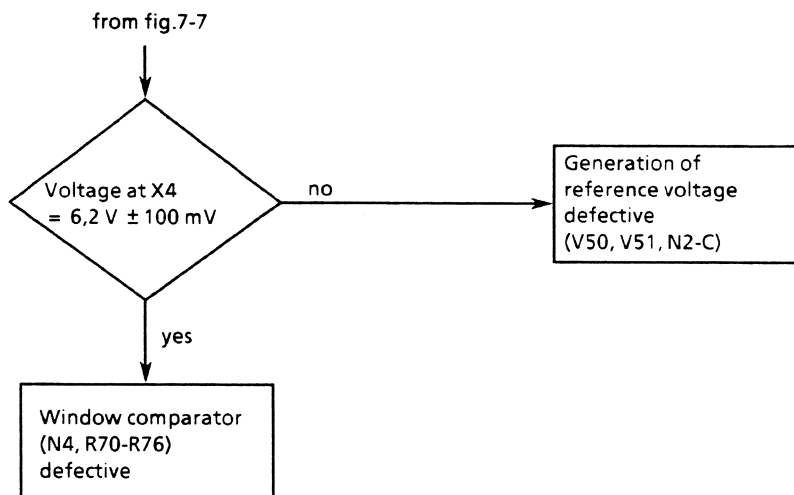 from fig.7-7
Voltage at X4
= 6,2 V ± 100 mV
no
Generation of
reference voltage
defective
(V50, V51, N2-C)
yes
Window comparator
(N4, R70-R76)
defective